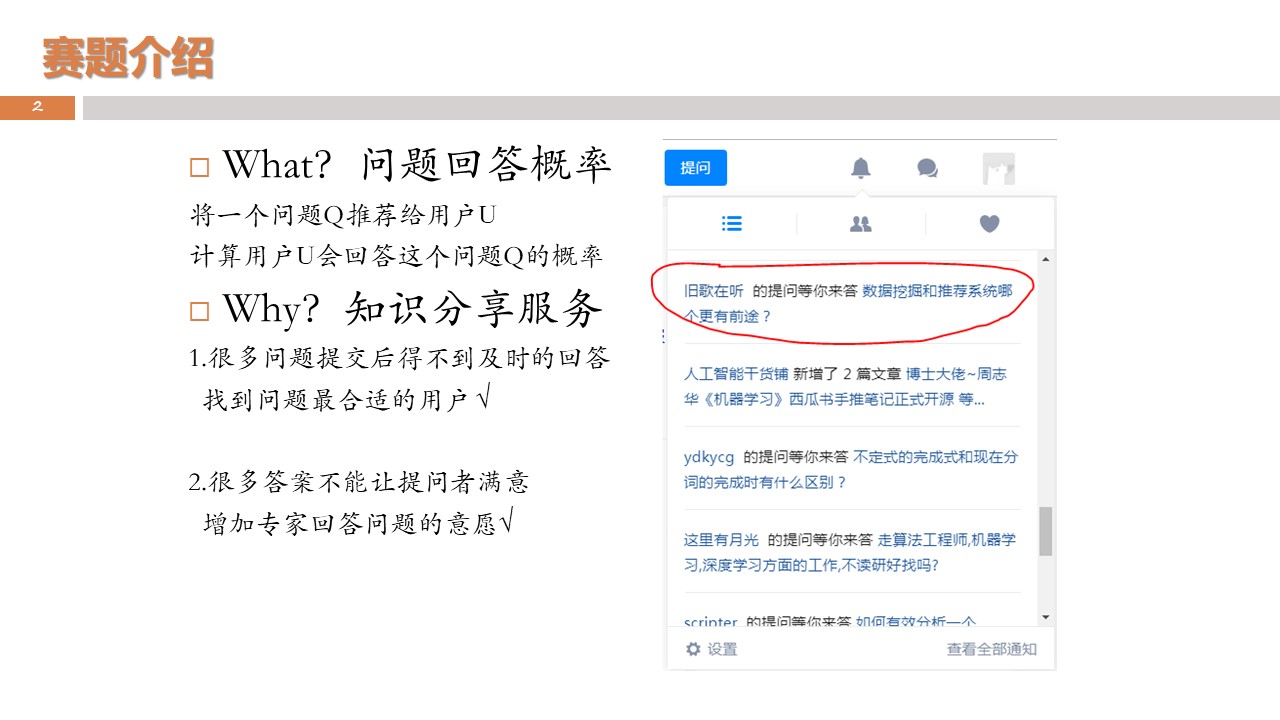 赛题介绍
2
What? 问题回答概率
将一个问题Q推荐给用户U
计算用户U会回答这个问题Q的概率
Why? 知识分享服务
1.很多问题提交后得不到及时的回答
找到问题最合适的用户√
2.很多答案不能让提问者满意
增加专家回答问题的意愿√
提问
旧歌在听 的提问等你来答 数据挖掘和推荐系统哪
个更有前途？
人工智能干货铺 新增了 2 篇文章 博士大佬~周志
华《机器学习》西瓜书手推笔记正式开源 等...
ydkycg 的提问等你来答 不定式的完成式和现在分
词的完成时有什么区别？
这里有月光 的提问等你来答 走算法工程师,机器学
习,深度学习方面的工作,不读研好找吗?
scripter 的提问等你来答 如何有效分析一个
设置
查看全部通知